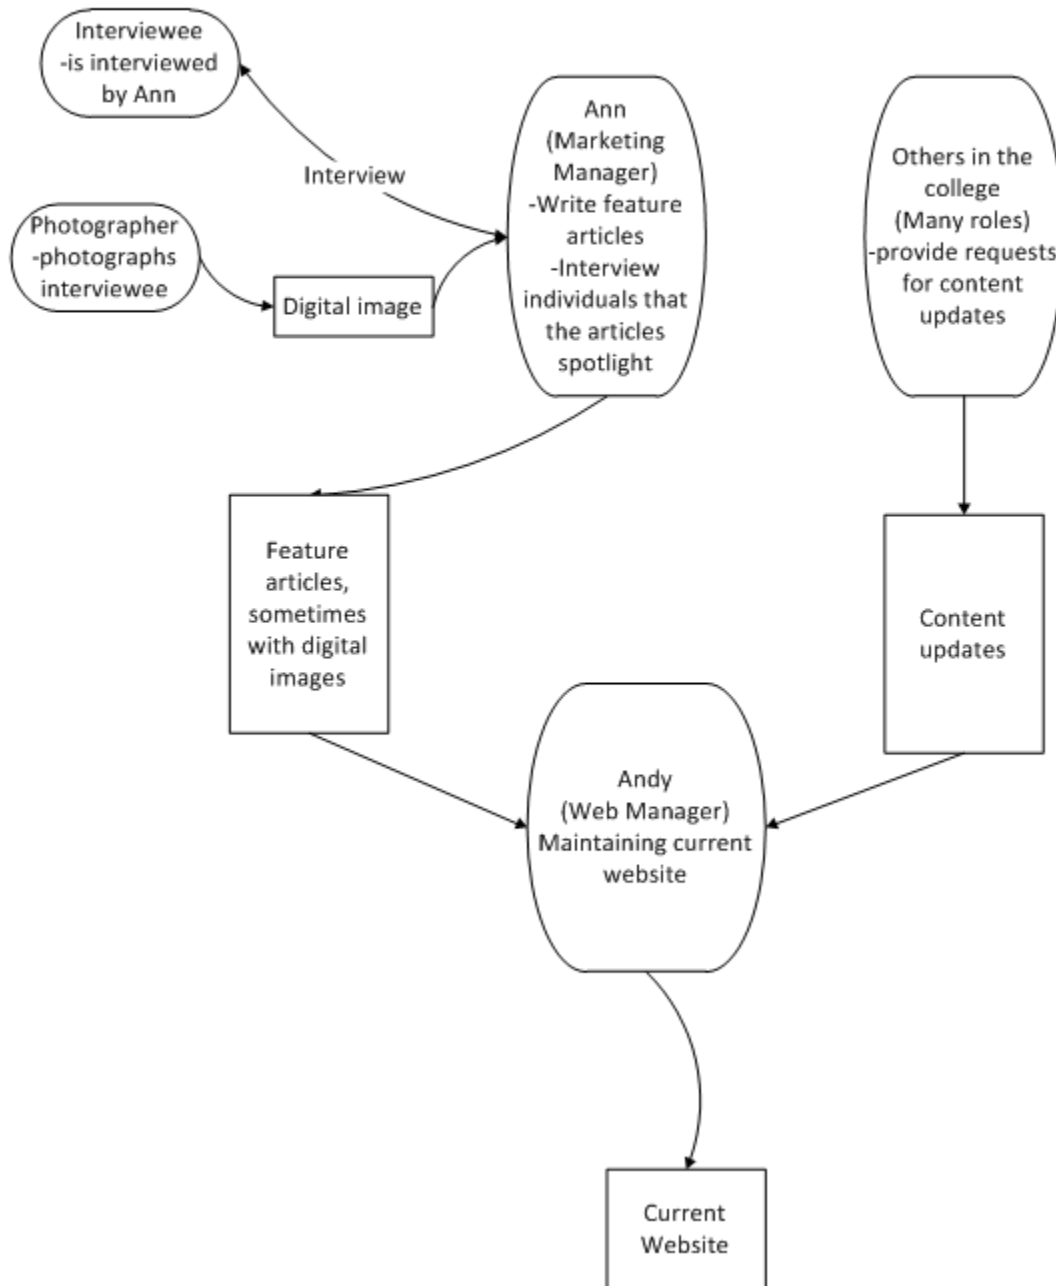 Interviewee
-is interviewed
by Ann
Interview
Photographer
-photographs
interviewee
Digital image
Ann
(Marketing
Manager)
-Write feature
articles
-Interview
individuals that
the articles
spotlight
Others in the
college
(Many roles)
-provide requests
for content
updates
Feature
articles,
sometimes
with digital
images
Content
updates
Andy
(Web Manager)
Maintaining current
website
Current
Website